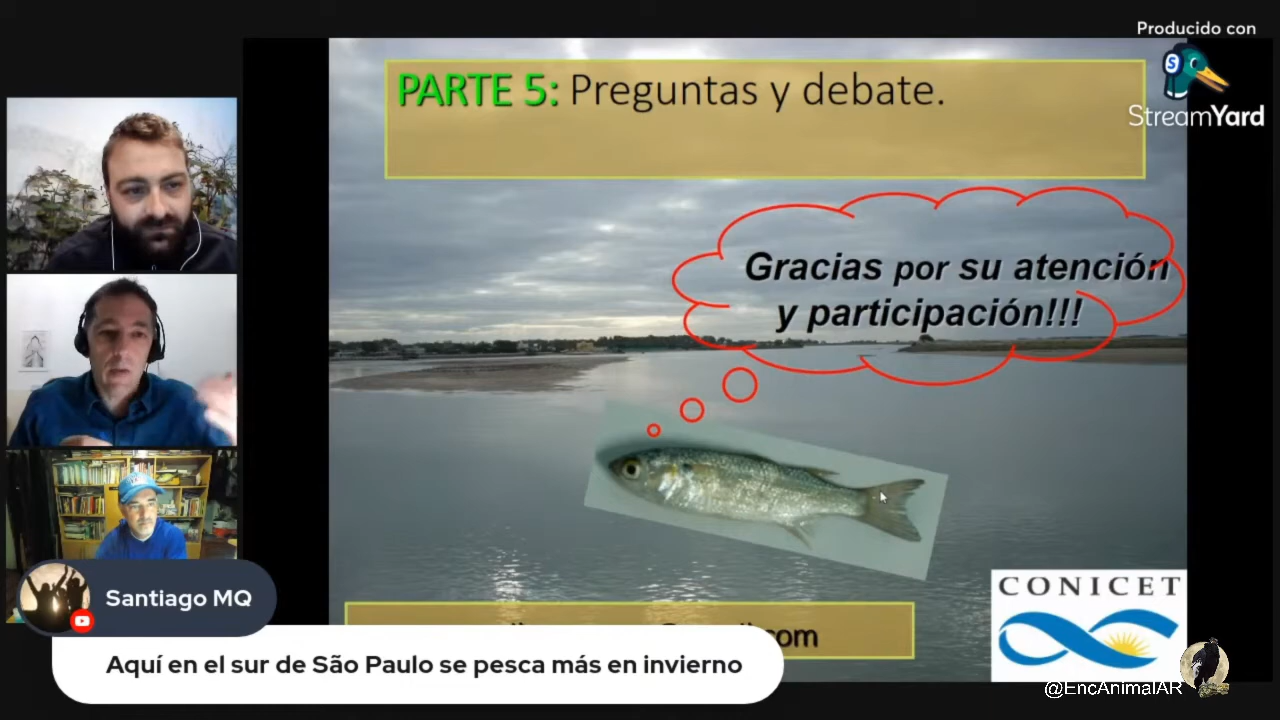 Producido con
StreamYard
PARTE 5: Preguntas y debate.
Gracias por su atención
y participación!!!
CONICET
@EncAnimalAR
Santiago MQ
Aquí en el sur de São Paulo se pesca más en invierno